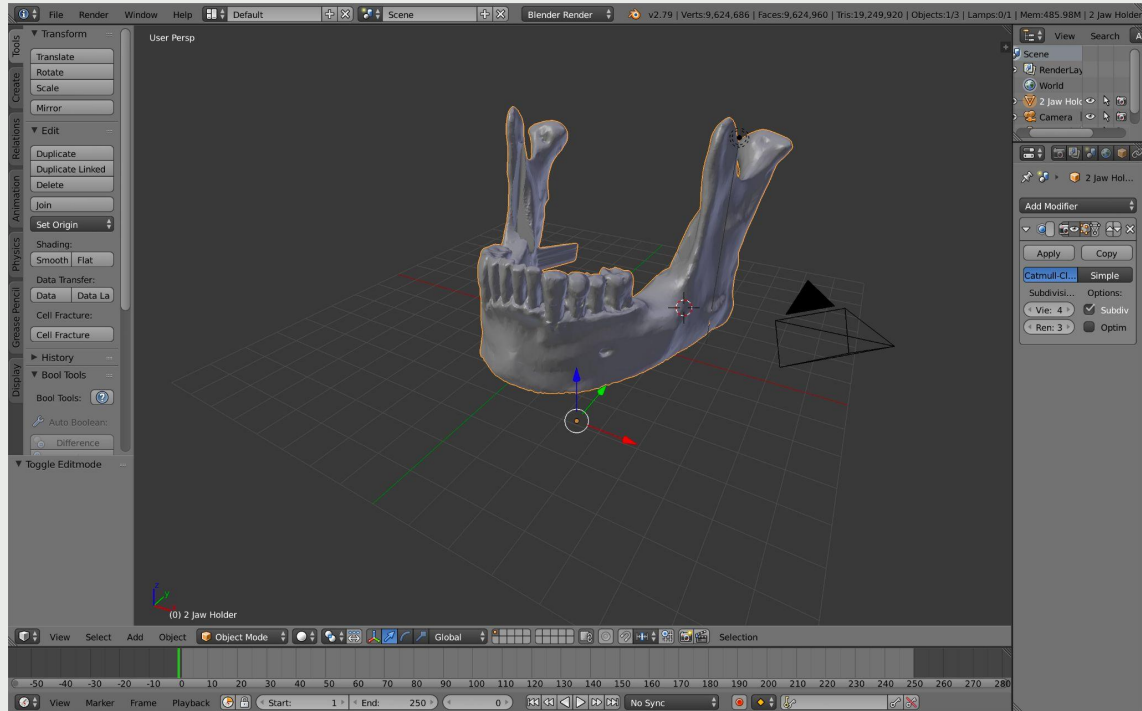 File Render Window Help Default Scene Blender Render v2.79 | Verts:9,624,686 | Faces:9,624,960 | Tris:19,249,920 | Objects:1/3 | Lamps:0/1 | Mem:485.98M | 2 Jaw Holder
Tools
Create
Relations
Animation
Physics
Grease Pencil
Display
Transform
Translate
Rotate
Scale
Mirror
Edit
Duplicate
Duplicate Linked
Delete
Join
Set Origin
Shading:
Smooth Flat
Data Transfer:
Data Data La
Cell Fracture:
Cell Fracture
History
Bool Tools
Bool Tools:
Auto Boolean:
Difference
Toggle Editmode
User Persp
z
y
(0) 2 Jaw Holder
View Search A
Scene
RenderLay
World
2 Jaw Hold
Camera
2 Jaw Hol...
Add Modifier
Apply Copy
Catmull-Cl... Simple
Subdivisi... Options:
Vie: 4 Subdiv
Ren: 3 Optim
View Select Add Object Object Mode Global Selection
-50 -40 -30 -20 -10 0 10 20 30 40 50 60 70 80 90 100 110 120 130 140 150 160 170 180 190 200 210 220 230 240 250 260 270 280
View Marker Frame Playback Start: 1 End: 250 0 No Sync